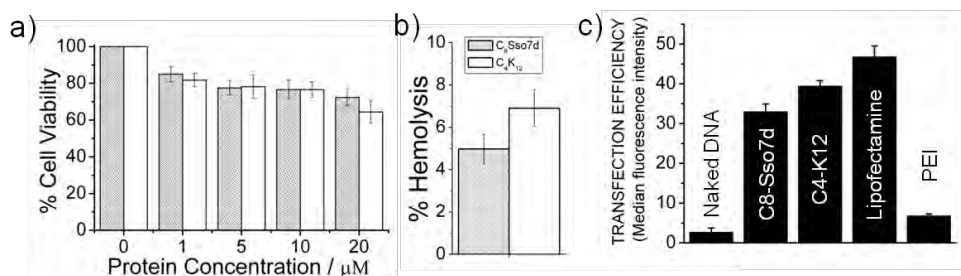 a)
% Cell Viability
100
80
60
40
20
0
0 1 5 10 20
Protein Concentration / µM
b)
% Hemolysis
10
8
6
4
2
0
C₈Sso7d
C₄K₁₂
c)
TRANSFECTION EFFICIENCY
(Median fluorescence intensity)
50
40
30
20
10
0
Naked DNA
C8-Sso7d
C4-K12
Lipofectamine
PEI